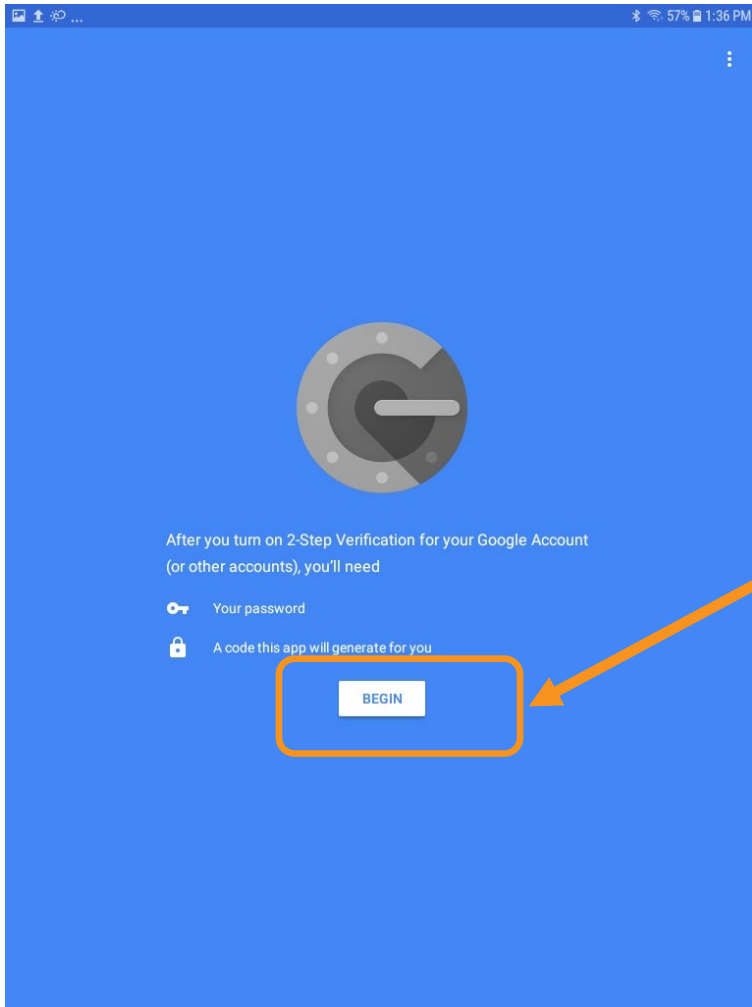 57% 1:36 PM
After you turn on 2-Step Verification for your Google Account
(or other accounts), you'll need
Your password
A code this app will generate for you
BEGIN